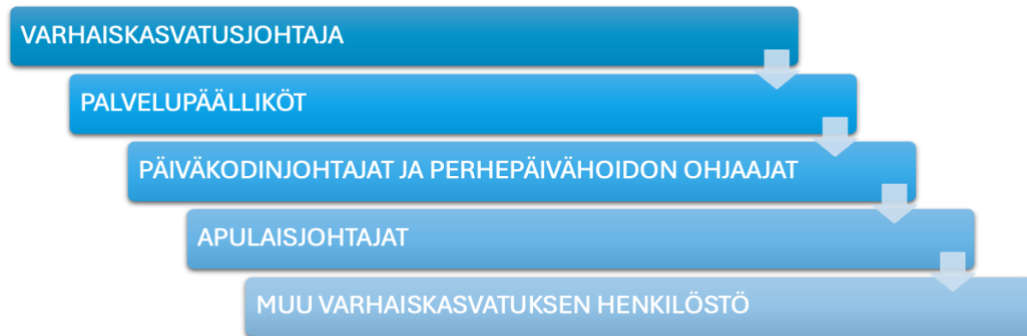 VARHAISKASVATUSJOHTAJA
PALVELUPÄÄLLIKÖT
PÄIVÄKODINJOHTAJAT JA PERHEPÄIVÄHOIDON OHJAAJAT
APULAISJOHTAJAT
MUU VARHAISKASVATUKSEN HENKILÖSTÖ